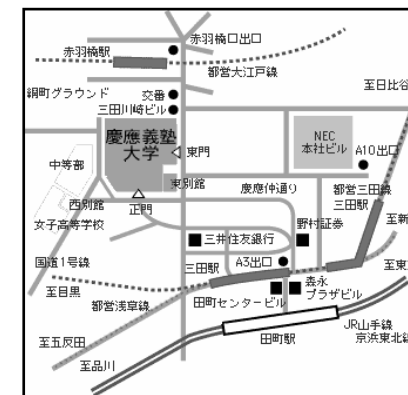 赤羽橋口出口
赤羽橋駅
都営大江戸線
至日比谷
綱町グラウンド
交番
三田川崎ビル
慶應義塾
大学
東門
NEC
本社ビル
A10出口
中等部
東別館
慶應仲通り
都営三田線
三田駅
西別館
正門
女子高等学校
野村証券
至新
三井住友銀行
国道1号線
三田駅
A3出口
至東
至目黒
森永
プラザビル
都営浅草線
田町センタービル
JR山手線
京浜東北線
至五反田
田町駅
至品川